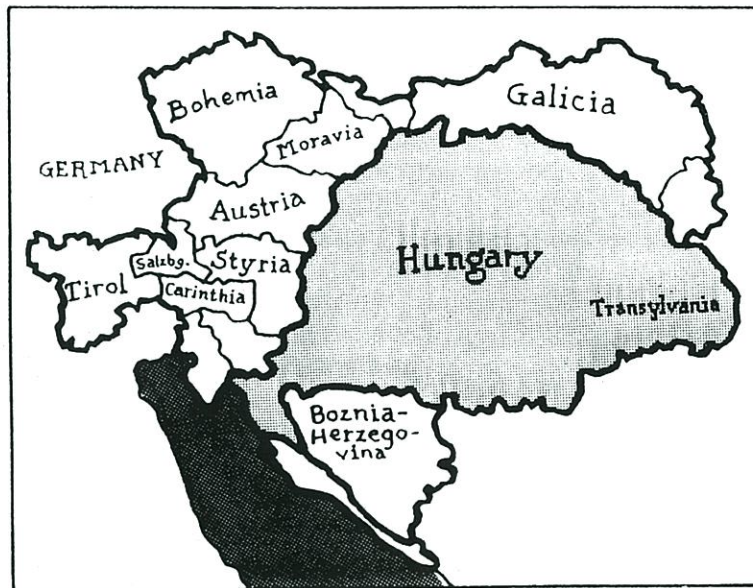 Bohemia
Galicia
Moravia
GERMANY
Austria
Hungary
Salzbg.
Styria
Tirol
Carinthia
Transylvania
Boznia-
Herzego-
vina